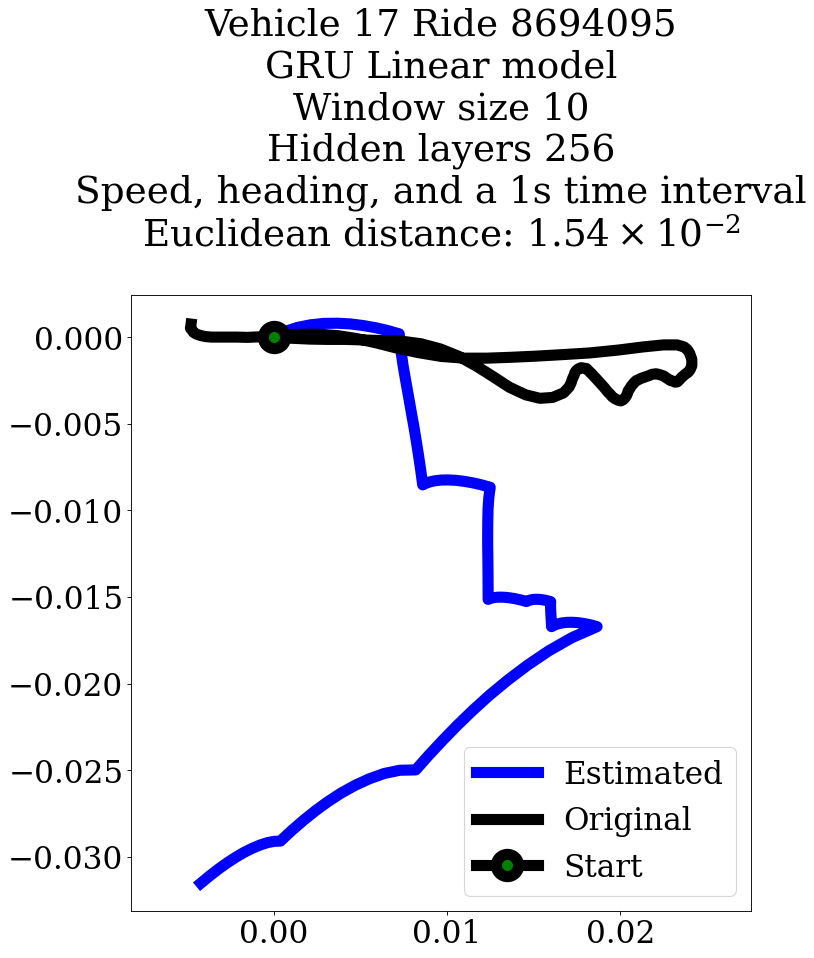 Vehicle 17 Ride 8694095
GRU Linear model
Window size 10
Hidden layers 256
Speed, heading, and a 1s time interval
Euclidean distance: 1.54 × 10⁻²
0.000
−0.005
−0.010
−0.015
−0.020
−0.025
−0.030
Estimated
Original
Start
0.00 0.01 0.02